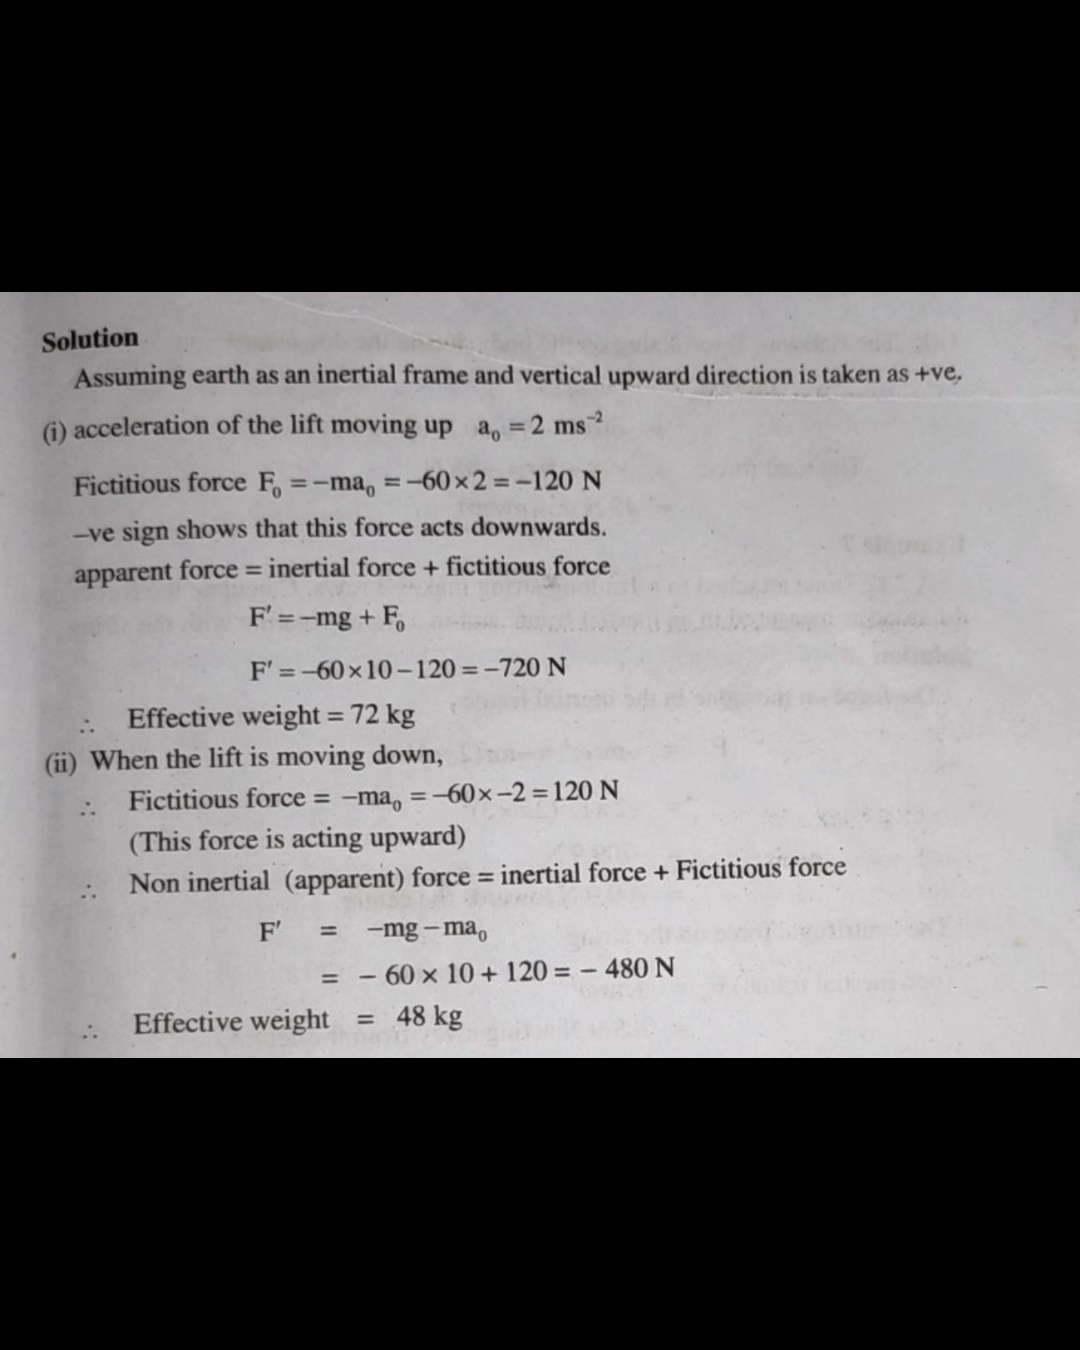 Solution
Assuming earth as an inertial frame and vertical upward direction is taken as +ve.
(i) acceleration of the lift moving up a₀ = 2 ms⁻²
Fictitious force F₀ = −ma₀ = −60×2 = −120 N
–ve sign shows that this force acts downwards.
apparent force = inertial force + fictitious force
F′ = −mg + F₀
F′ = −60×10−120 = −720 N
∴ Effective weight = 72 kg
(ii) When the lift is moving down,
∴ Fictitious force = −ma₀ = −60×−2 = 120 N
(This force is acting upward)
∴ Non inertial (apparent) force = inertial force + Fictitious force
F′ = −mg − ma₀
= − 60 × 10 + 120 = − 480 N
∴ Effective weight = 48 kg